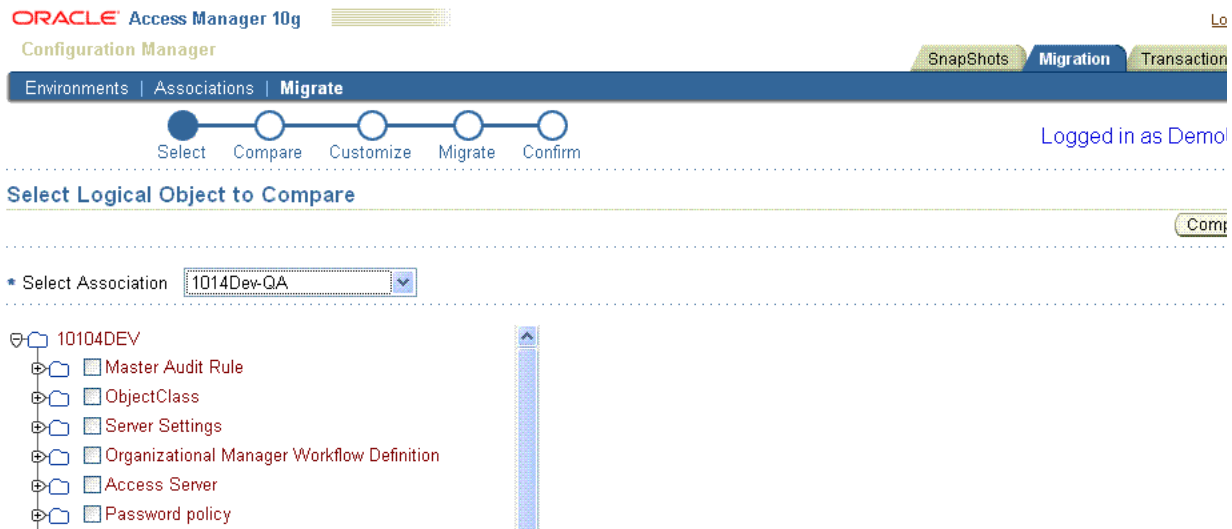 ORACLE Access Manager 10g
Configuration Manager
SnapShots Migration Transaction
Environments | Associations | Migrate
Select Compare Customize Migrate Confirm
Logged in as Demo
Select Logical Object to Compare
Comp
* Select Association 1014Dev-QA
10104DEV
Master Audit Rule
ObjectClass
Server Settings
Organizational Manager Workflow Definition
Access Server
Password policy